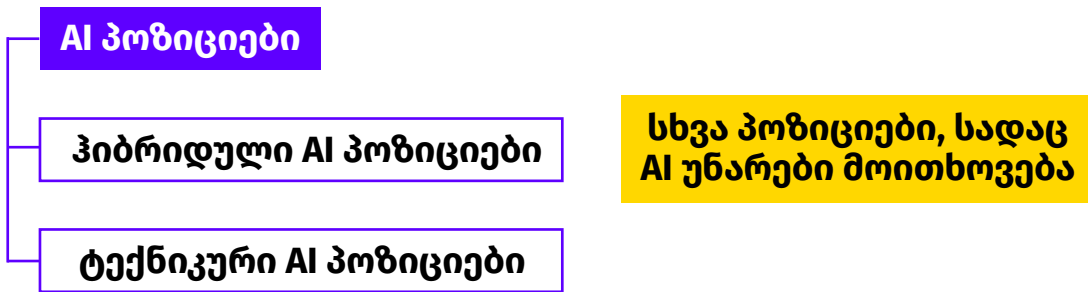 AI პოზიციები
ჰიბრიდული AI პოზიციები
ტექნიკური AI პოზიციები
სხვა პოზიციები, სადაც
AI უნარები მოითხოვება